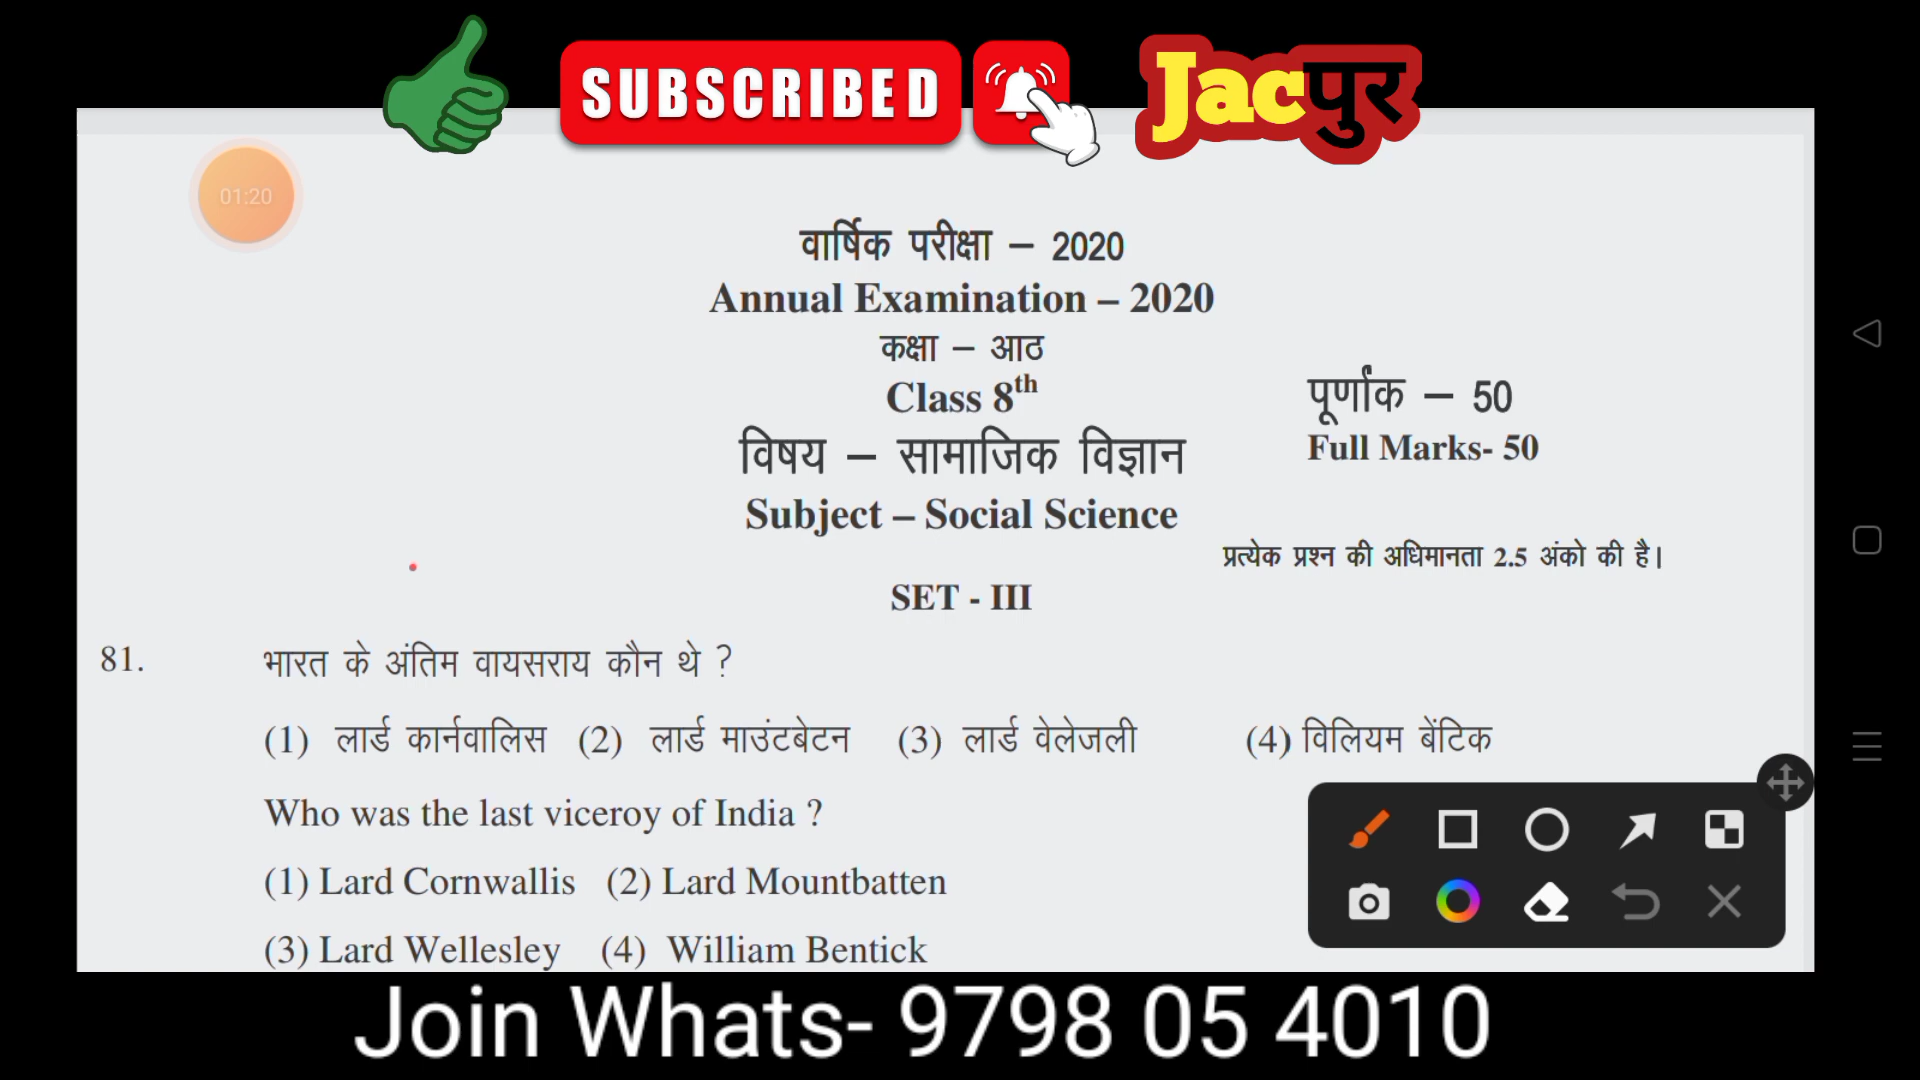 SUBSCRIBED
Jacपुर
01:20
वार्षिक परीक्षा – 2020
Annual Examination – 2020
कक्षा – आठ
Class 8th
पूर्णांक – 50
Full Marks- 50
विषय – सामाजिक विज्ञान
Subject – Social Science
प्रत्येक प्रश्न की अधिमानता 2.5 अंको की है।
SET - III
81. भारत के अंतिम वायसराय कौन थे ?
(1) लार्ड कार्नवालिस (2) लार्ड माउंटबेटन (3) लार्ड वेलेजली (4) विलियम बेंटिक
Who was the last viceroy of India ?
(1) Lard Cornwallis (2) Lard Mountbatten
(3) Lard Wellesley (4) William Bentick
Join Whats- 9798 05 4010